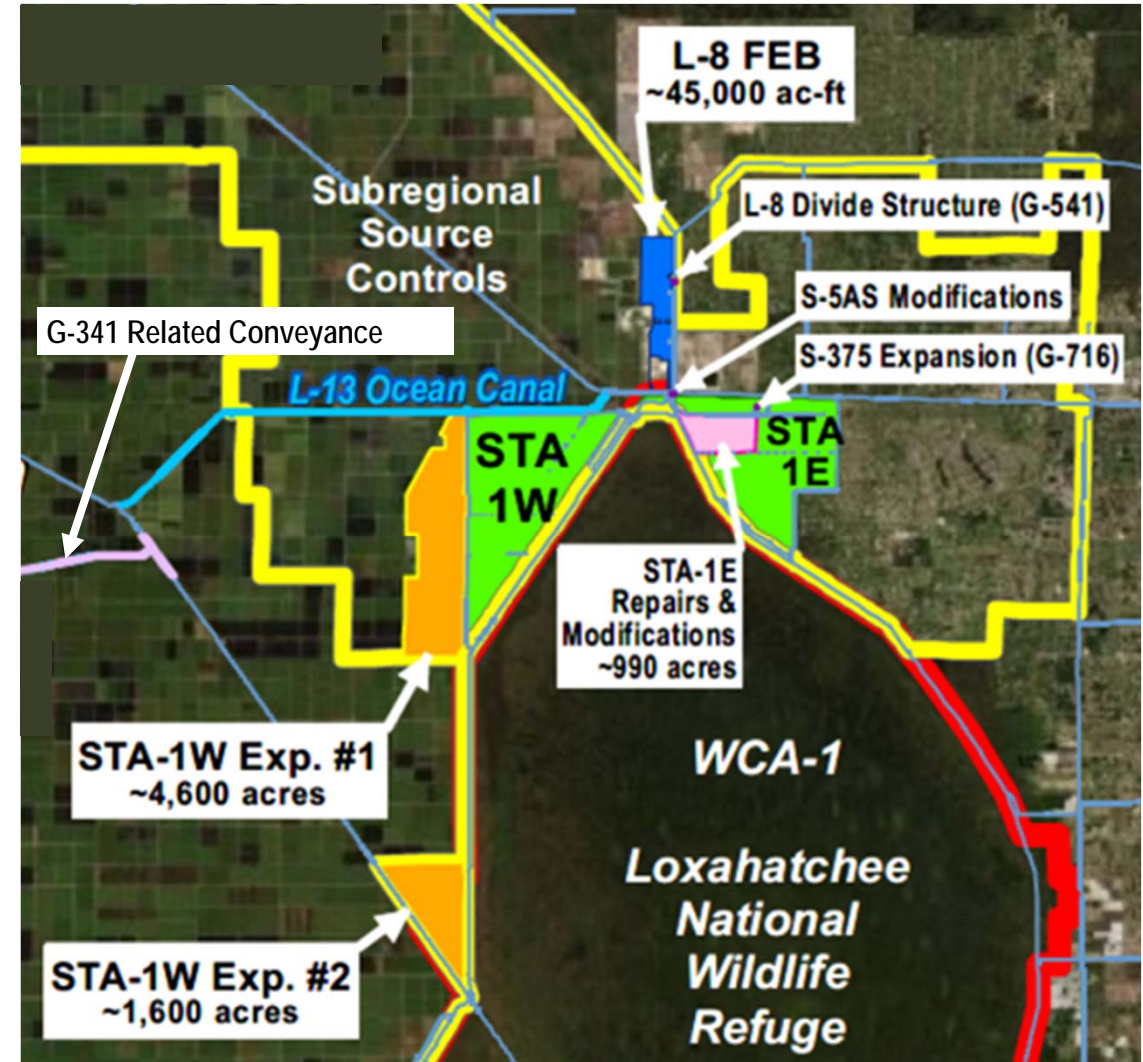 L-8 FEB
~45,000 ac-ft
Subregional
Source
Controls
L-8 Divide Structure (G-541)
S-5AS Modifications
G-341 Related Conveyance
S-375 Expansion (G-716)
L-13 Ocean Canal
STA
1W
STA
1E
STA-1E
Repairs &
Modifications
~990 acres
STA-1W Exp. #1
~4,600 acres
WCA-1
Loxahatchee
National
Wildlife
Refuge
STA-1W Exp. #2
~1,600 acres